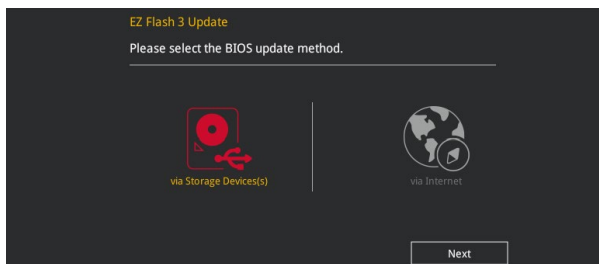 EZ Flash 3 Update
Please select the BIOS update method.
via Storage Devices(s)
via Internet
Next